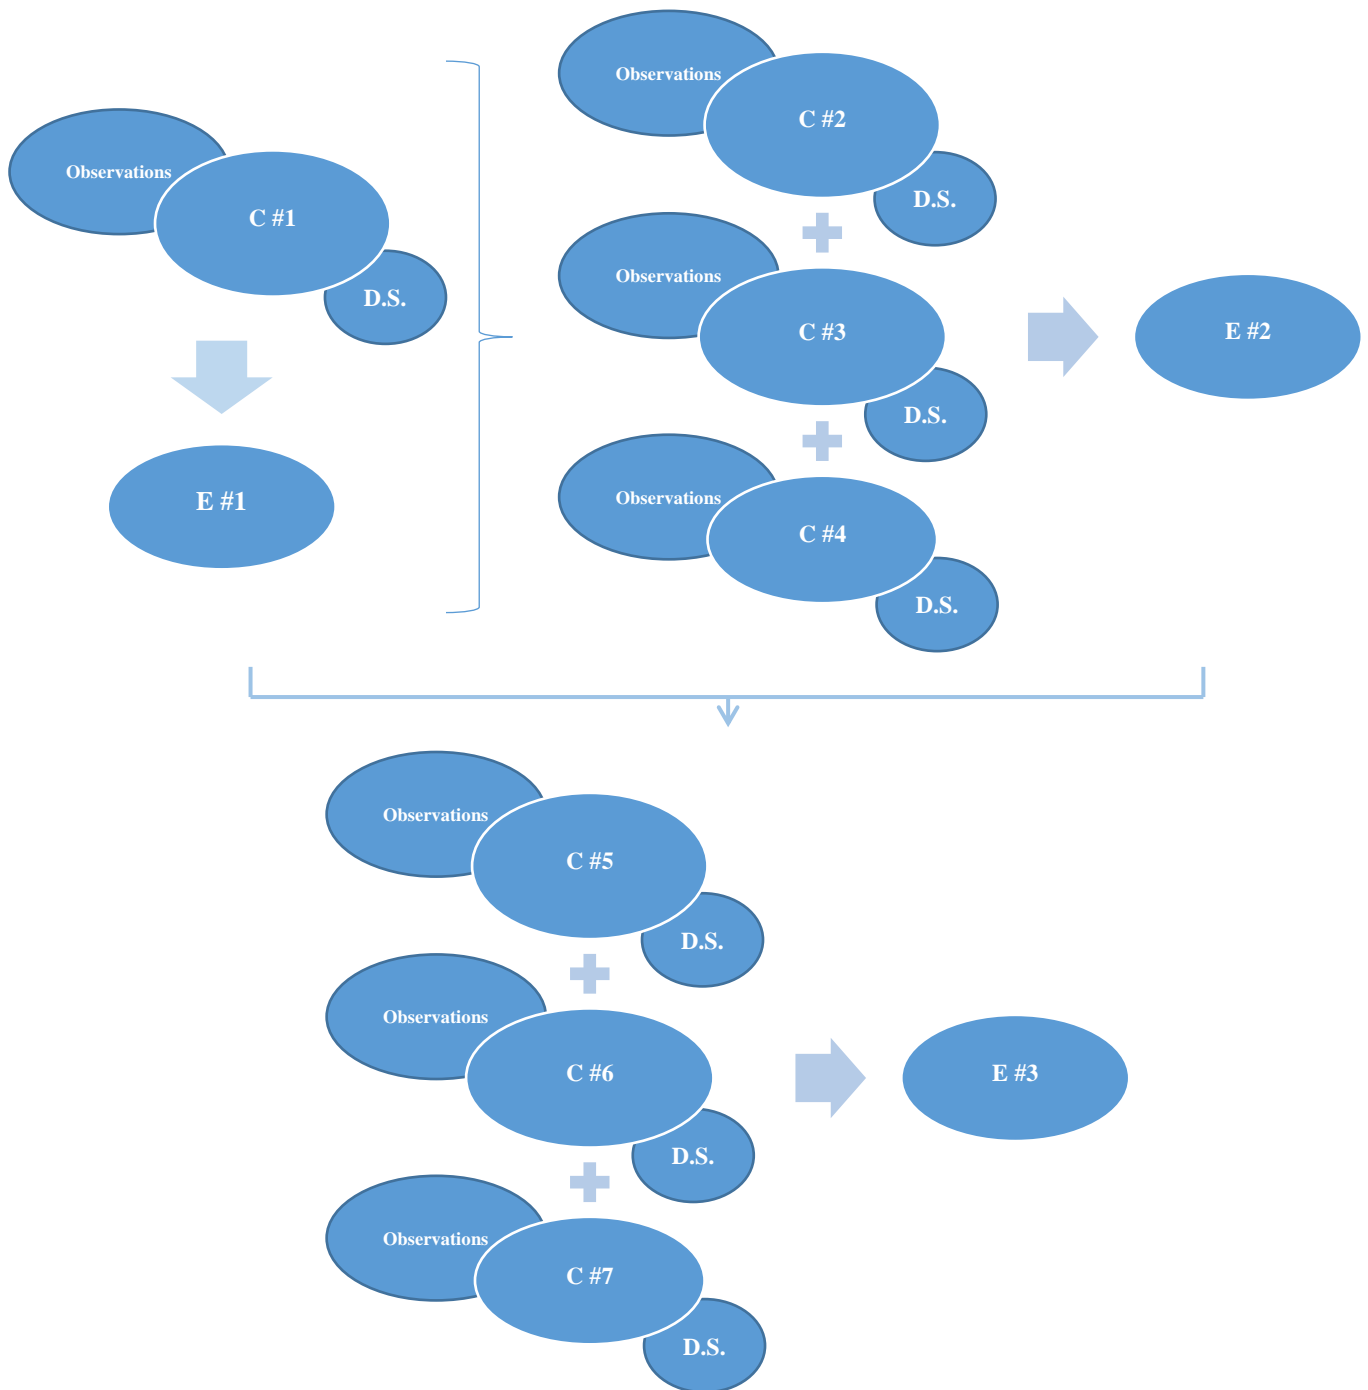 Observations
C #1
D.S.
E #1
Observations
C #2
D.S.
Observations
C #3
D.S.
Observations
C #4
D.S.
E #2
Observations
C #5
D.S.
Observations
C #6
D.S.
Observations
C #7
D.S.
E #3